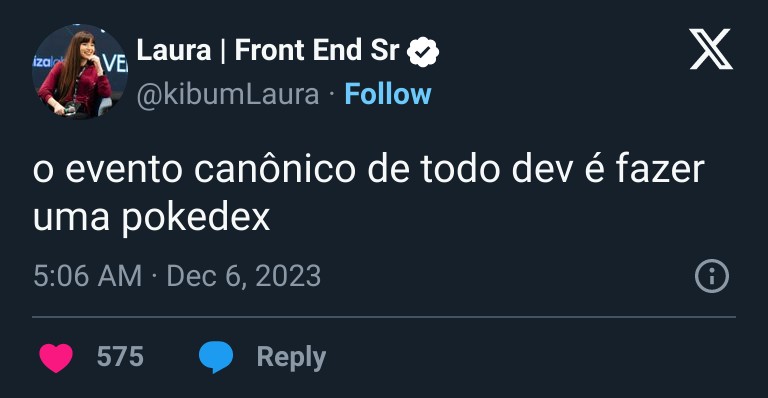 Laura | Front End Sr
@kibumLaura · Follow
o evento canônico de todo dev é fazer
uma pokedex
5:06 AM · Dec 6, 2023
575 Reply